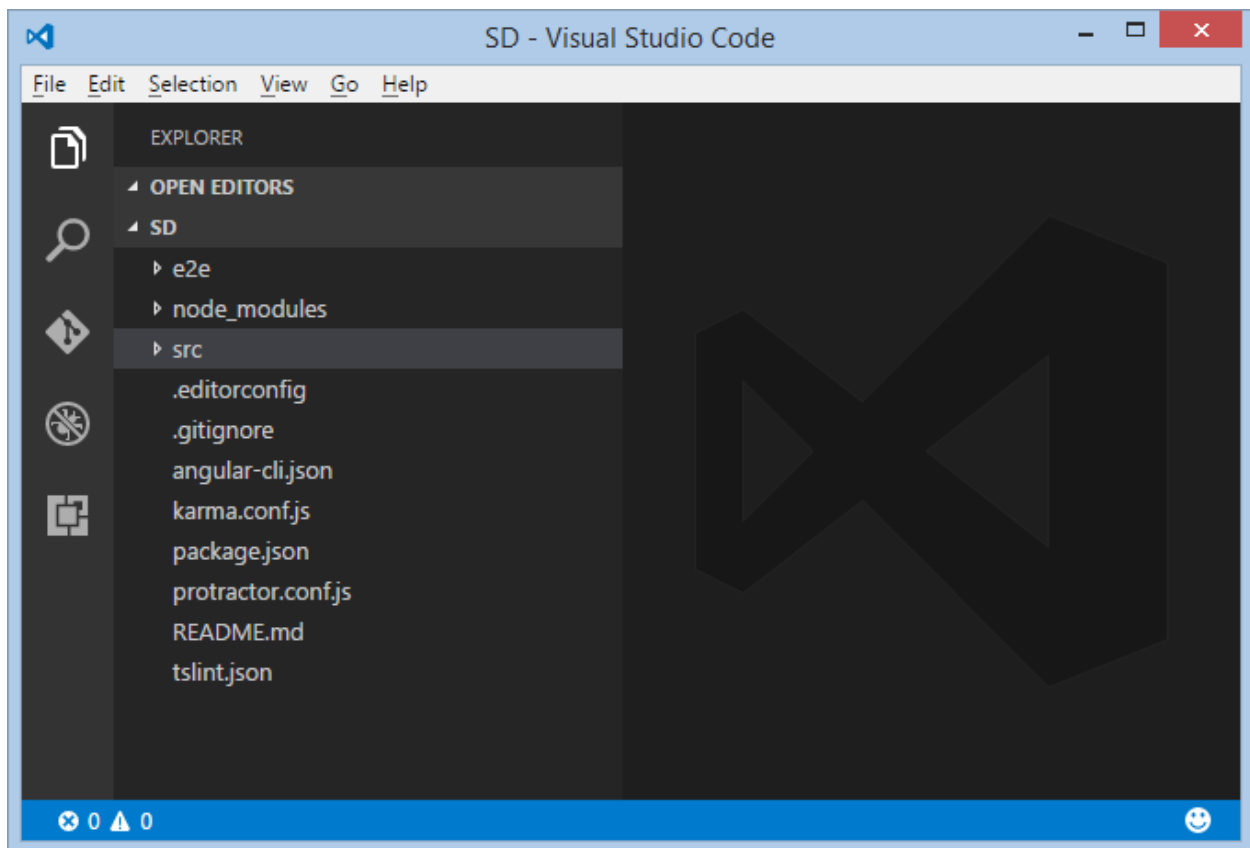 SD - Visual Studio Code
File Edit Selection View Go Help
EXPLORER
OPEN EDITORS
SD
e2e
node_modules
src
.editorconfig
.gitignore
angular-cli.json
karma.conf.js
package.json
protractor.conf.js
README.md
tslint.json
0 0